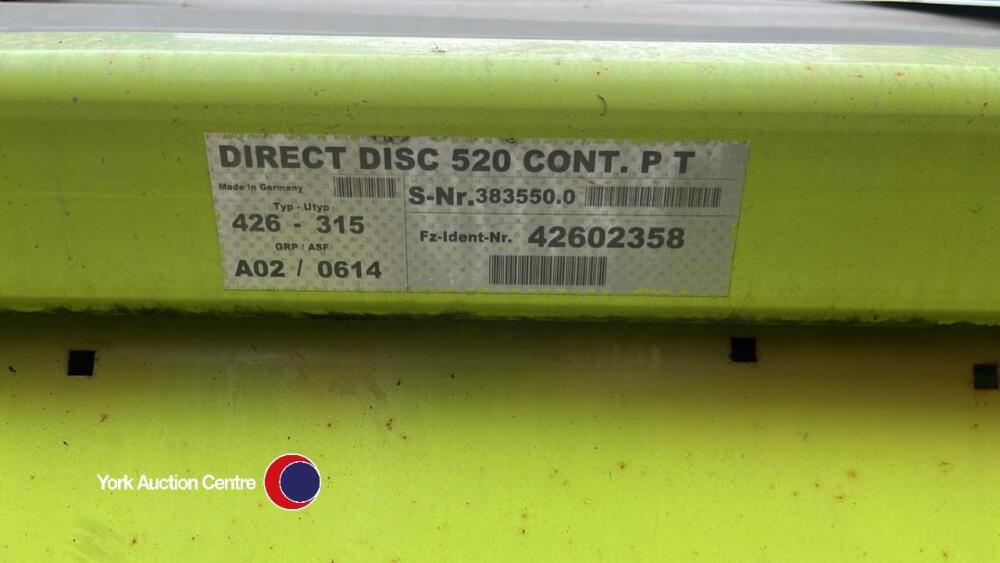 DIRECT DISC 520 CONT. P T
Made in Germany
S-Nr.383550.0
Typ - Utyp
426 - 315
Fz-Ident-Nr. 42602358
GRP / ASF
A02 / 0614
York Auction Centre